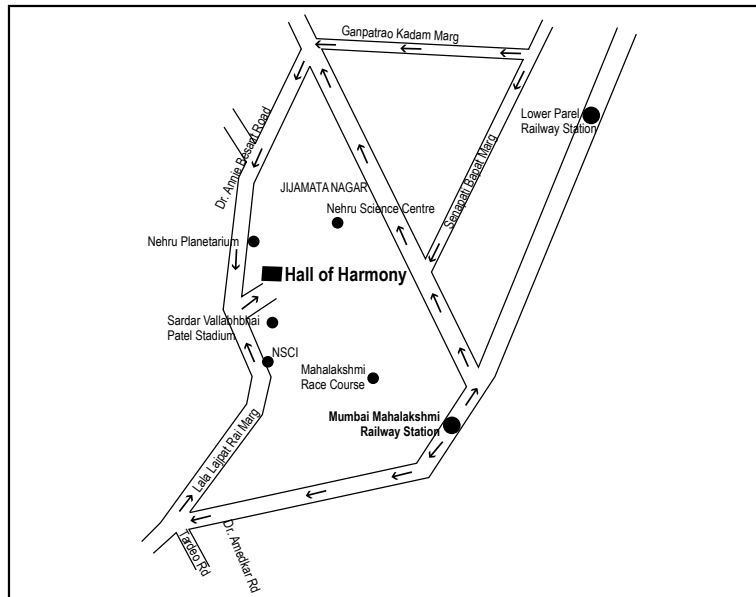 Ganpatrao Kadam Marg
Lower Parel
Railway Station
Dr. Annie Besant Road
Senapati Bapat Marg
JIJAMATA NAGAR
Nehru Science Centre
Nehru Planetarium
Hall of Harmony
Sardar Vallabhbhai
Patel Stadium
NSCI
Mahalakshmi
Race Course
Mumbai Mahalakshmi
Railway Station
Lala Lajpat Rai Marg
Tardeo Rd
Dr. Amedkar Rd